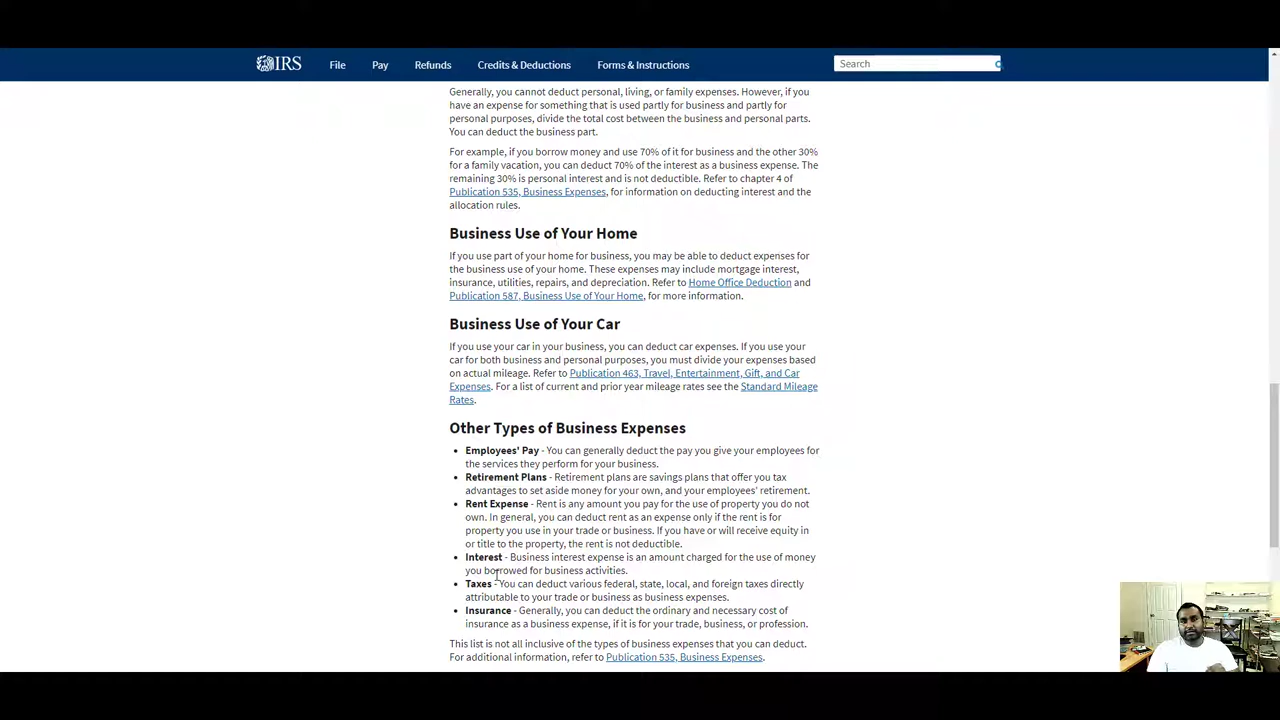 IRS
File
Pay
Refunds
Credits & Deductions
Forms & Instructions
Search
Generally, you cannot deduct personal, living, or family expenses. However, if you
have an expense for something that is used partly for business and partly for
personal purposes, divide the total cost between the business and personal parts.
You can deduct the business part.
For example, if you borrow money and use 70% of it for business and the other 30%
for a family vacation, you can deduct 70% of the interest as a business expense. The
remaining 30% is personal interest and is not deductible. Refer to chapter 4 of
Publication 535, Business Expenses, for information on deducting interest and the
allocation rules.
Business Use of Your Home
If you use part of your home for business, you may be able to deduct expenses for
the business use of your home. These expenses may include mortgage interest,
insurance, utilities, repairs, and depreciation. Refer to Home Office Deduction and
Publication 587, Business Use of Your Home, for more information.
Business Use of Your Car
If you use your car in your business, you can deduct car expenses. If you use your
car for both business and personal purposes, you must divide your expenses based
on actual mileage. Refer to Publication 463, Travel, Entertainment, Gift, and Car
Expenses. For a list of current and prior year mileage rates see the Standard Mileage
Rates.
Other Types of Business Expenses
• Employees' Pay - You can generally deduct the pay you give your employees for
the services they perform for your business.
• Retirement Plans - Retirement plans are savings plans that offer you tax
advantages to set aside money for your own, and your employees' retirement.
• Rent Expense - Rent is any amount you pay for the use of property you do not
own. In general, you can deduct rent as an expense only if the rent is for
property you use in your trade or business. If you have or will receive equity in
or title to the property, the rent is not deductible.
• Interest - Business interest expense is an amount charged for the use of money
you borrowed for business activities.
• Taxes - You can deduct various federal, state, local, and foreign taxes directly
attributable to your trade or business as business expenses.
• Insurance - Generally, you can deduct the ordinary and necessary cost of
insurance as a business expense, if it is for your trade, business, or profession.
This list is not all inclusive of the types of business expenses that you can deduct.
For additional information, refer to Publication 535, Business Expenses.